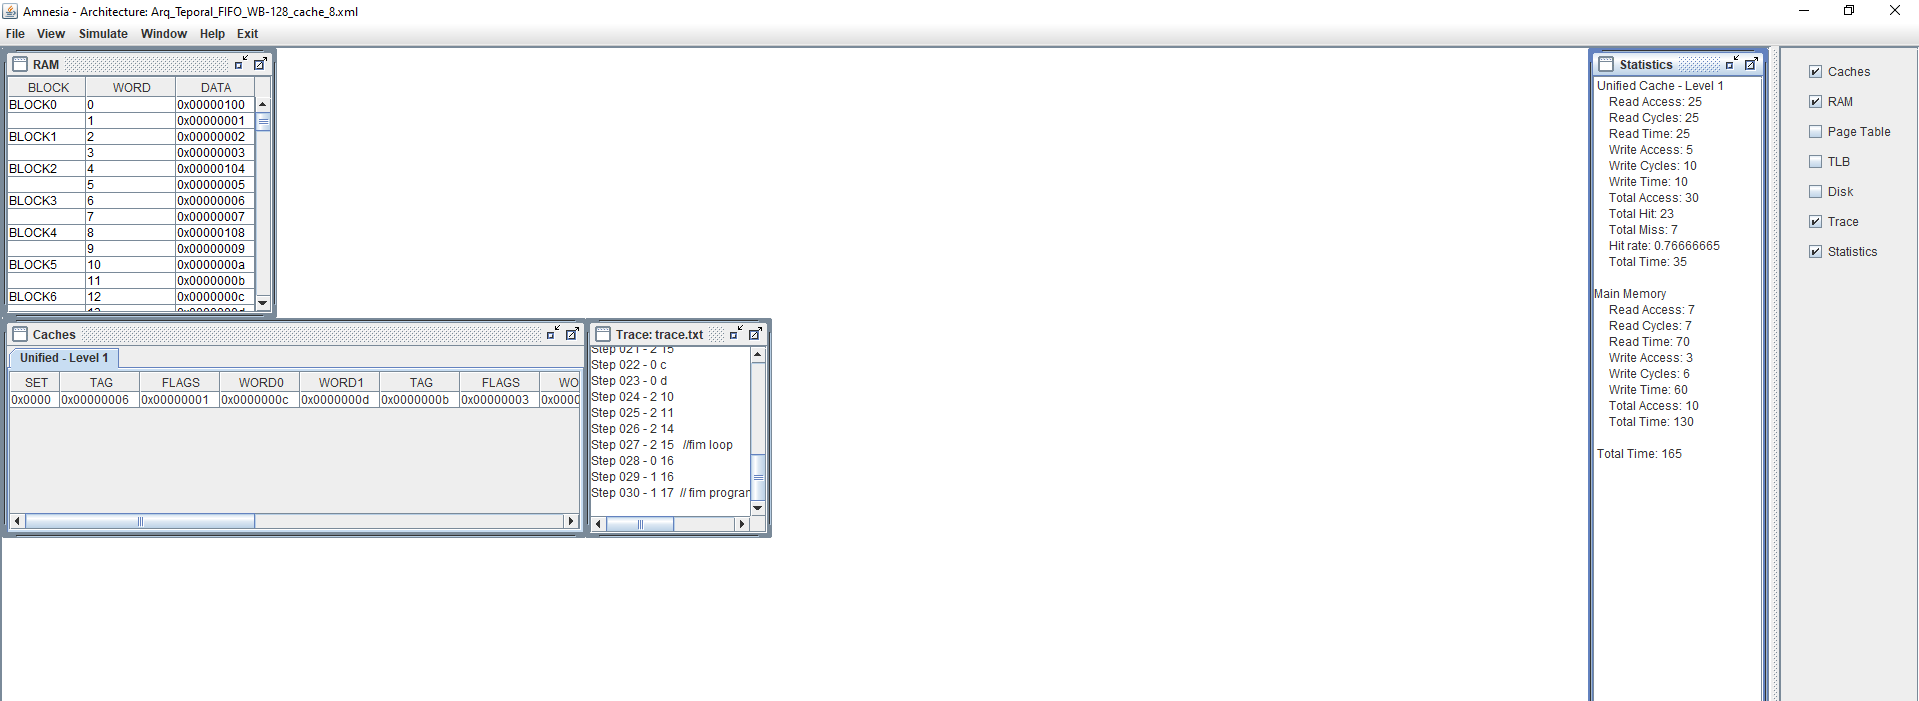 Amnesia - Architecture: Arq_Teporal_FIFO_WB-128_cache_8.xml
File View Simulate Window Help Exit
RAM
BLOCK WORD DATA
BLOCK0 0 0x00000100
1 0x00000001
BLOCK1 2 0x00000002
3 0x00000003
BLOCK2 4 0x00000104
5 0x00000005
BLOCK3 6 0x00000006
7 0x00000007
BLOCK4 8 0x00000108
9 0x00000009
BLOCK5 10 0x0000000a
11 0x0000000b
BLOCK6 12 0x0000000c
Caches
Unified - Level 1
SET TAG FLAGS WORD0 WORD1 TAG FLAGS WO
0x0000 0x00000006 0x00000001 0x0000000c 0x0000000d 0x0000000b 0x00000003 0x000
Trace: trace.txt
Step 021 - 2 15
Step 022 - 0 c
Step 023 - 0 d
Step 024 - 2 10
Step 025 - 2 11
Step 026 - 2 14
Step 027 - 2 15 //fim loop
Step 028 - 0 16
Step 029 - 1 16
Step 030 - 1 17 // fim progran
Statistics
Unified Cache - Level 1
Read Access: 25
Read Cycles: 25
Read Time: 25
Write Access: 5
Write Cycles: 10
Write Time: 10
Total Access: 30
Total Hit: 23
Total Miss: 7
Hit rate: 0.76666665
Total Time: 35
Main Memory
Read Access: 7
Read Cycles: 7
Read Time: 70
Write Access: 3
Write Cycles: 6
Write Time: 60
Total Access: 10
Total Time: 130
Total Time: 165
Caches
RAM
Page Table
TLB
Disk
Trace
Statistics